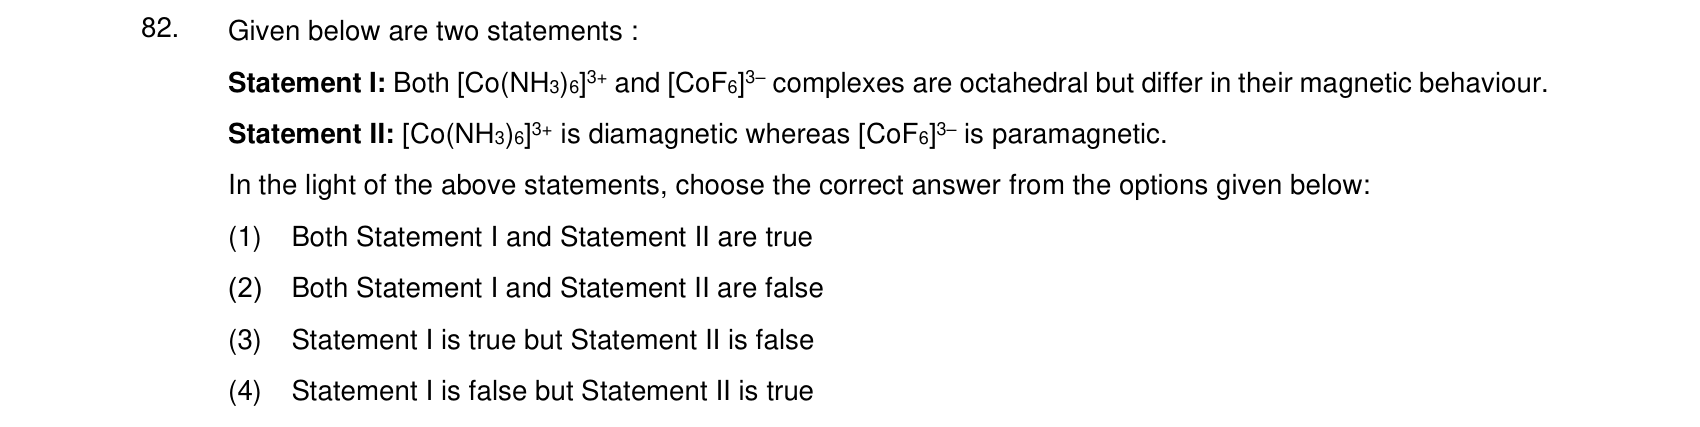 82. Given below are two statements :
Statement I: Both [Co(NH₃)₆]³⁺ and [CoF₆]³⁻ complexes are octahedral but differ in their magnetic behaviour.
Statement II: [Co(NH₃)₆]³⁺ is diamagnetic whereas [CoF₆]³⁻ is paramagnetic.
In the light of the above statements, choose the correct answer from the options given below:
(1) Both Statement I and Statement II are true
(2) Both Statement I and Statement II are false
(3) Statement I is true but Statement II is false
(4) Statement I is false but Statement II is true